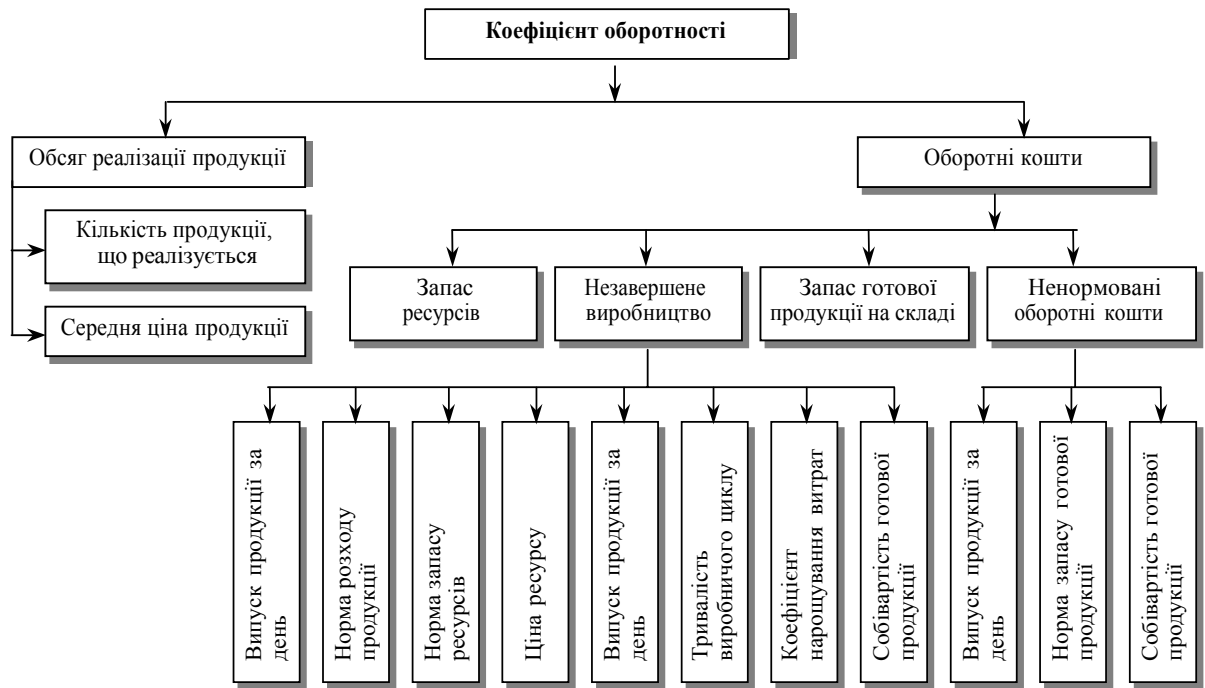 Коефіцієнт оборотності
Обсяг реалізації продукції
Оборотні кошти
Кількість продукції,
що реалізується
Середня ціна продукції
Запас
ресурсів
Незавершене
виробництво
Запас готової
продукції на складі
Ненормовані
оборотні кошти
Випуск продукції за
день
Норма розходу
продукції
Норма запасу
ресурсів
Ціна ресурсу
Випуск продукції за
день
Тривалість
виробничого циклу
Коефіцієнт
нарощування витрат
Собівартість готової
продукції
Випуск продукції за
день
Норма запасу готової
продукції
Собівартість готової
продукції